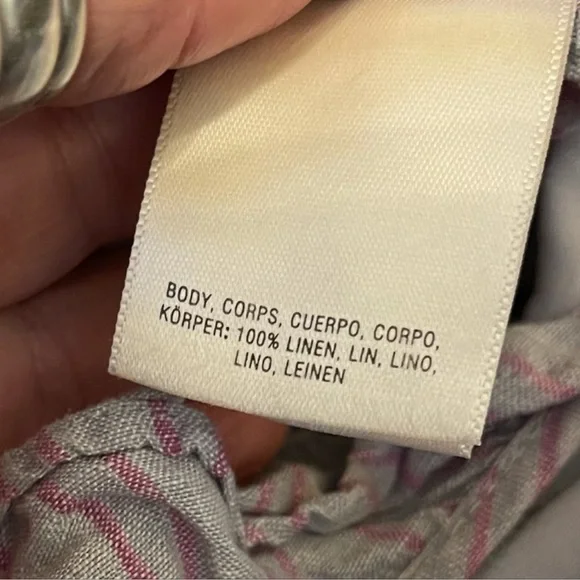 BODY, CORPS, CUERPO, CORPO,
KÖRPER: 100% LINEN, LIN, LINO,
LINO, LEINEN